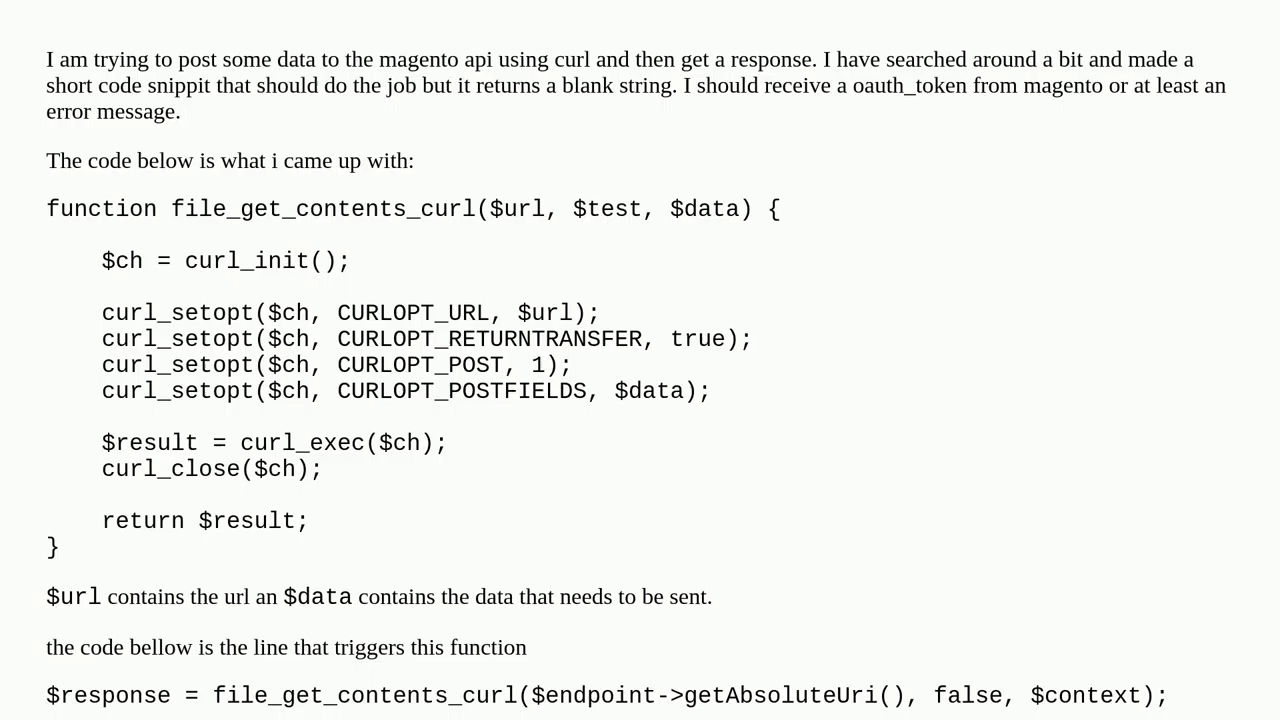 I am trying to post some data to the magento api using curl and then get a response. I have searched around a bit and made a
short code snippit that should do the job but it returns a blank string. I should receive a oauth_token from magento or at least an
error message.
The code below is what i came up with:
function file_get_contents_curl($url, $test, $data) {
    $ch = curl_init();
    curl_setopt($ch, CURLOPT_URL, $url);
    curl_setopt($ch, CURLOPT_RETURNTRANSFER, true);
    curl_setopt($ch, CURLOPT_POST, 1);
    curl_setopt($ch, CURLOPT_POSTFIELDS, $data);
    $result = curl_exec($ch);
    curl_close($ch);
    return $result;
}
$url contains the url an $data contains the data that needs to be sent.
the code bellow is the line that triggers this function
$response = file_get_contents_curl($endpoint->getAbsoluteUri(), false, $context);